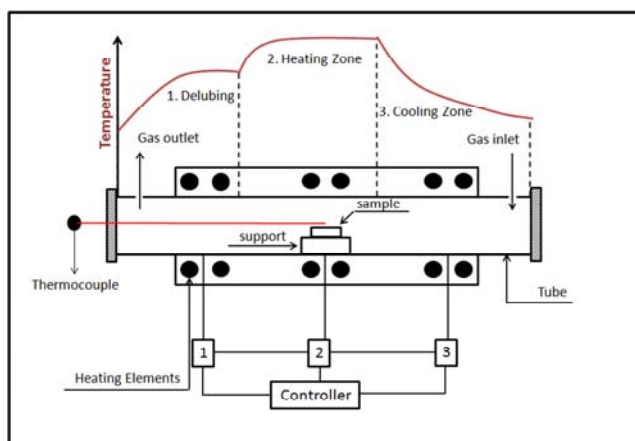 Temperature
1. Delubing
2. Heating Zone
3. Cooling Zone
Gas outlet
Gas inlet
sample
support
Thermocouple
Tube
1
2
3
Heating Elements
Controller